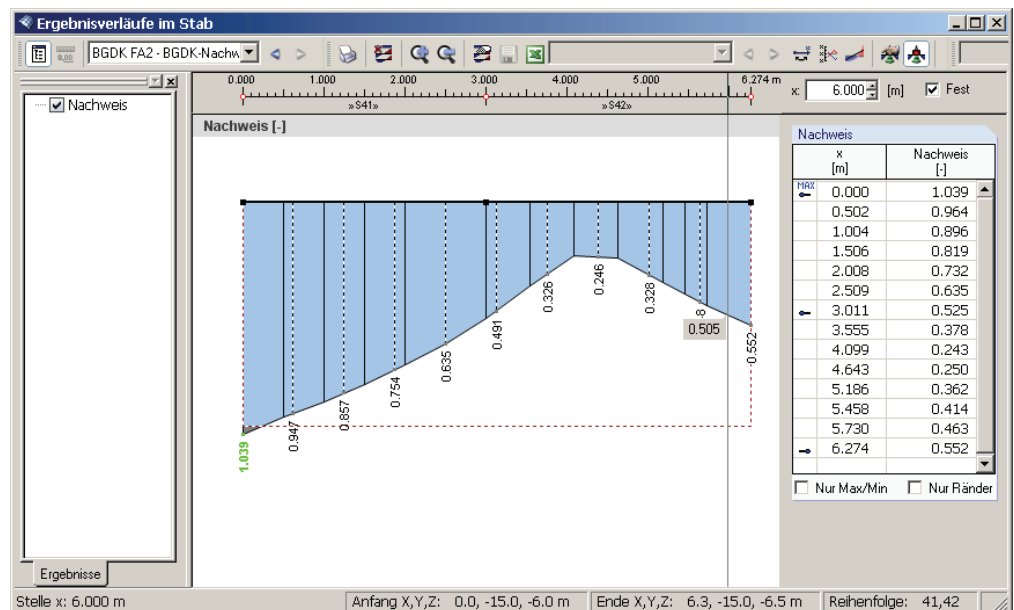 Ergebnisverläufe im Stab
0.00 BGDK FA2 - BGDK-Nachw
0.000 1.000 2.000 3.000 4.000 5.000 6.274 m
»S41» »S42»
x: 6.000 [m] Fest
Nachweis
Nachweis [-]
Nachweis
x Nachweis
[m] [-]
MAX 0.000 1.039
0.502 0.964
1.004 0.896
1.506 0.819
2.008 0.732
2.509 0.635
3.011 0.525
3.555 0.378
4.099 0.243
4.643 0.250
5.186 0.362
5.458 0.414
5.730 0.463
6.274 0.552
Nur Max/Min Nur Ränder
1.039
0.947
0.857
0.754
0.635
0.491
0.326
0.246
0.328
8
0.505
0.552
Ergebnisse
Stelle x: 6.000 m Anfang X,Y,Z: 0.0, -15.0, -6.0 m Ende X,Y,Z: 6.3, -15.0, -6.5 m Reihenfolge: 41,42